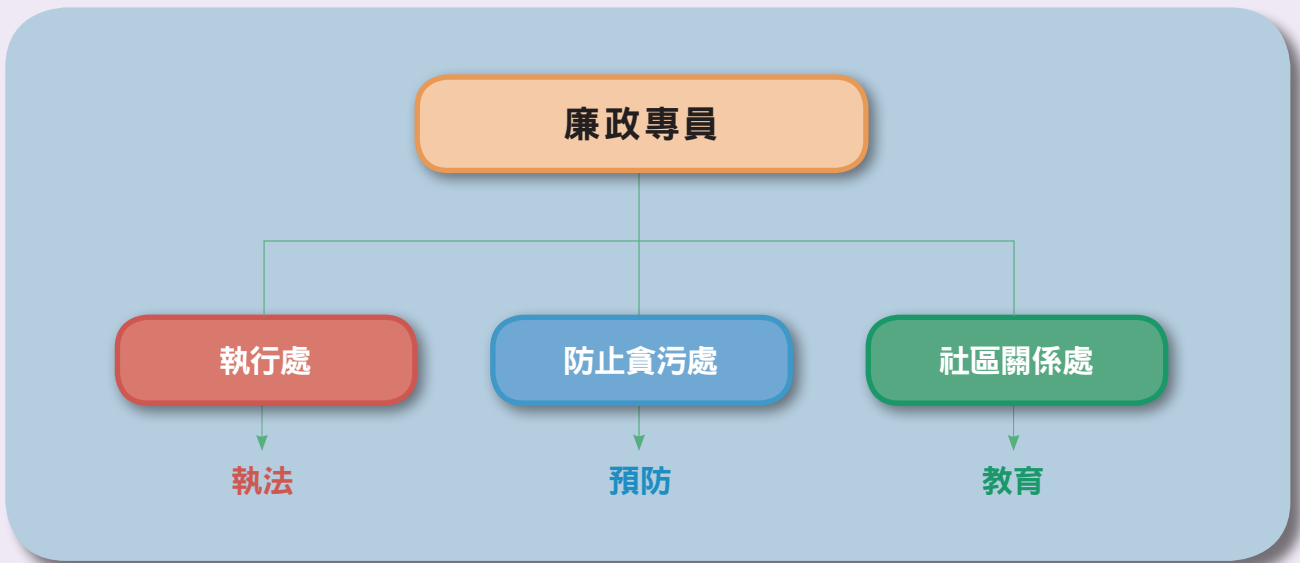 廉政專員
執行處
防止貪污處
社區關係處
執法
預防
教育